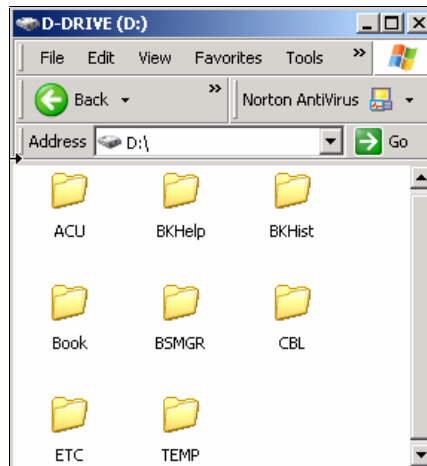 D-DRIVE (D:)
File Edit View Favorites Tools »
Back » Norton AntiVirus
Address D:\ Go
ACU BKHelp BKHist
Book BSMGR CBL
ETC TEMP